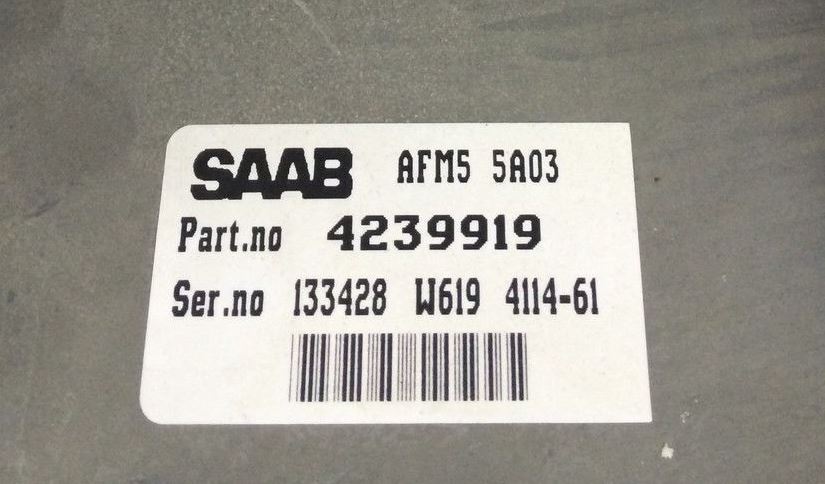 SAAB AFM5 5A03
Part.no 4239919
Ser.no 133428 W619 4114-61